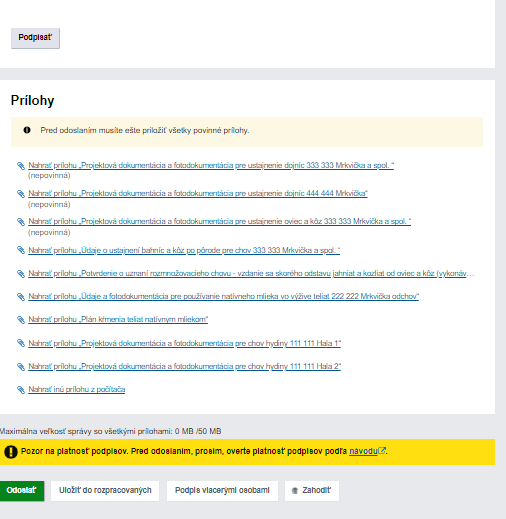 Podpísať
Prílohy
Pred odoslaním musíte ešte priložiť všetky povinné prílohy.
Nahrať prílohu „Projektová dokumentácia a fotodokumentácia pre ustajnenie dojníc 333 333 Mrkvička a spol. “
(nepovinná)
Nahrať prílohu „Projektová dokumentácia a fotodokumentácia pre ustajnenie dojníc 444 444 Mrkvička“
(nepovinná)
Nahrať prílohu „Projektová dokumentácia a fotodokumentácia pre ustajnenie oviec a kôz 333 333 Mrkvička a spol. “
(nepovinná)
Nahrať prílohu „Údaje o ustajnení bahníc a kôz po pôrode pre chov 333 333 Mrkvička a spol. “
Nahrať prílohu „Potvrdenie o uznaní rozmnožovacieho chovu - vzdanie sa skorého odstavu jahniat a kozliat od oviec a kôz (vykonáv…
Nahrať prílohu „Údaje a fotodokumentácia pre používanie natívneho mlieka vo výžive teliat 222 222 Mrkvička odchov“
Nahrať prílohu „Plán kŕmenia teliat natívnym mliekom“
Nahrať prílohu „Projektová dokumentácia a fotodokumentácia pre chov hydiny 111 111 Hala 1“
Nahrať prílohu „Projektová dokumentácia a fotodokumentácia pre chov hydiny 111 111 Hala 2“
Nahrať inú prílohu z počítača
Maximálna veľkosť správy so všetkými prílohami: 0 MB /50 MB
Pozor na platnosť podpisov. Pred odoslaním, prosím, overte platnosť podpisov podľa návodu.
Odoslať Uložiť do rozpracovaných Podpis viacerými osobami Zahodiť